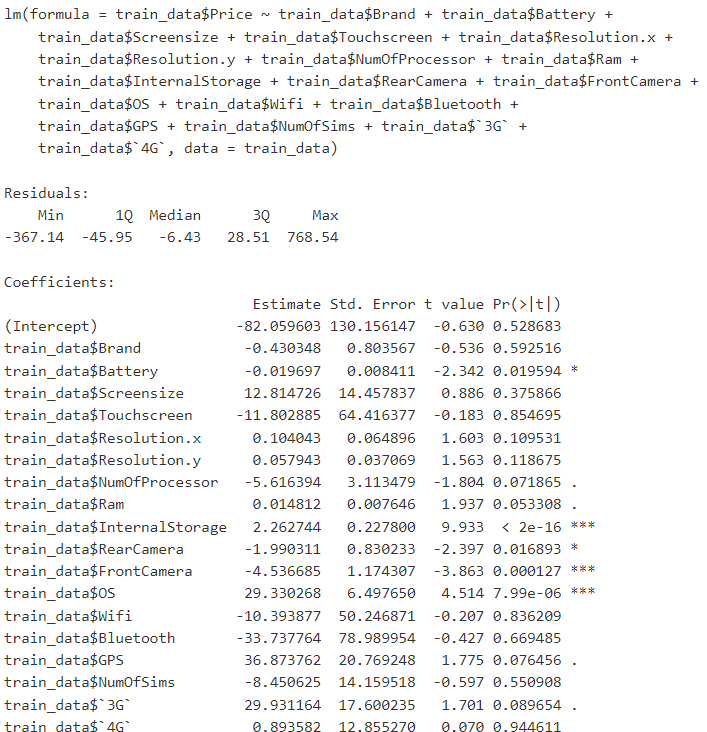 lm(formula = train_data$Price ~ train_data$Brand + train_data$Battery +
    train_data$Screensize + train_data$Touchscreen + train_data$Resolution.x +
    train_data$Resolution.y + train_data$NumOfProcessor + train_data$Ram +
    train_data$InternalStorage + train_data$RearCamera + train_data$FrontCamera +
    train_data$OS + train_data$Wifi + train_data$Bluetooth +
    train_data$GPS + train_data$NumOfSims + train_data$`3G` +
    train_data$`4G`, data = train_data)

Residuals:
    Min      1Q  Median      3Q     Max
-367.14  -45.95   -6.43   28.51  768.54

Coefficients:
                             Estimate Std. Error t value Pr(>|t|)
(Intercept)                -82.059603 130.156147  -0.630 0.528683
train_data$Brand            -0.430348   0.803567  -0.536 0.592516
train_data$Battery          -0.019697   0.008411  -2.342 0.019594 *
train_data$Screensize       12.814726  14.457837   0.886 0.375866
train_data$Touchscreen     -11.802885  64.416377  -0.183 0.854695
train_data$Resolution.x      0.104043   0.064896   1.603 0.109531
train_data$Resolution.y      0.057943   0.037069   1.563 0.118675
train_data$NumOfProcessor   -5.616394   3.113479  -1.804 0.071865 .
train_data$Ram               0.014812   0.007646   1.937 0.053308 .
train_data$InternalStorage   2.262744   0.227800   9.933  < 2e-16 ***
train_data$RearCamera       -1.990311   0.830233  -2.397 0.016893 *
train_data$FrontCamera      -4.536685   1.174307  -3.863 0.000127 ***
train_data$OS               29.330268   6.497650   4.514 7.99e-06 ***
train_data$Wifi            -10.393877  50.246871  -0.207 0.836209
train_data$Bluetooth       -33.737764  78.989954  -0.427 0.669485
train_data$GPS              36.873762  20.769248   1.775 0.076456 .
train_data$NumOfSims        -8.450625  14.159518  -0.597 0.550908
train_data$`3G`             29.931164  17.600235   1.701 0.089654 .
train_data$`4G`              0.893582  12.855270   0.070 0.944611